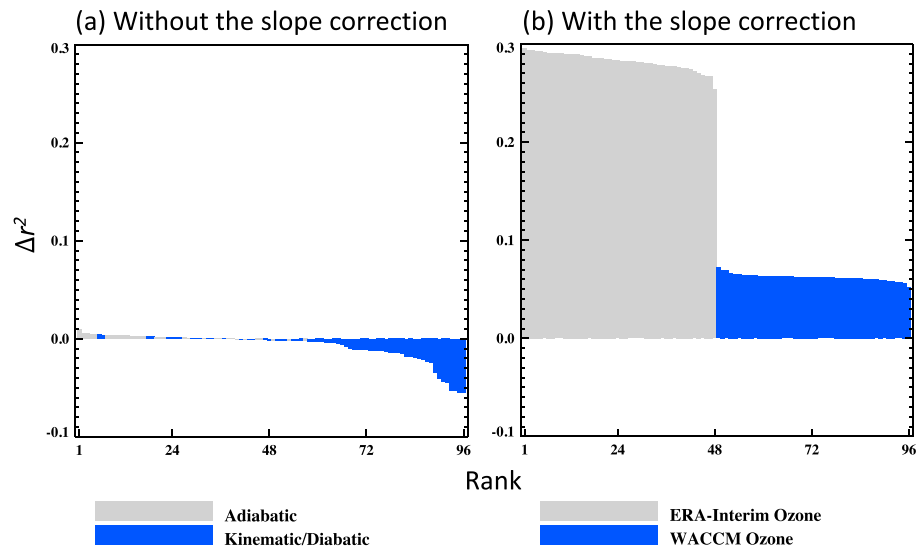 (a) Without the slope correction
(b) With the slope correction
0.3
0.2
0.1
0.0
-0.1
Δr²
1 24 48 72 96
0.3
0.2
0.1
0.0
-0.1
1 24 48 72 96
Rank
Adiabatic
Kinematic/Diabatic
ERA-Interim Ozone
WACCM Ozone